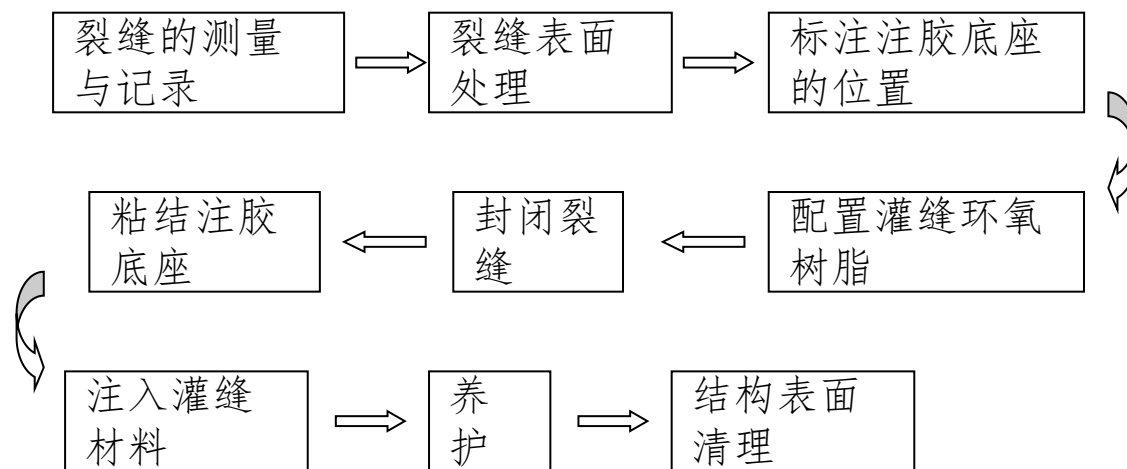 裂缝的测量
与记录
裂缝表面
处理
标注注胶底座
的位置
配置灌缝环氧
树脂
封闭裂
缝
粘结注胶
底座
注入灌缝
材料
养
护
结构表面
清理